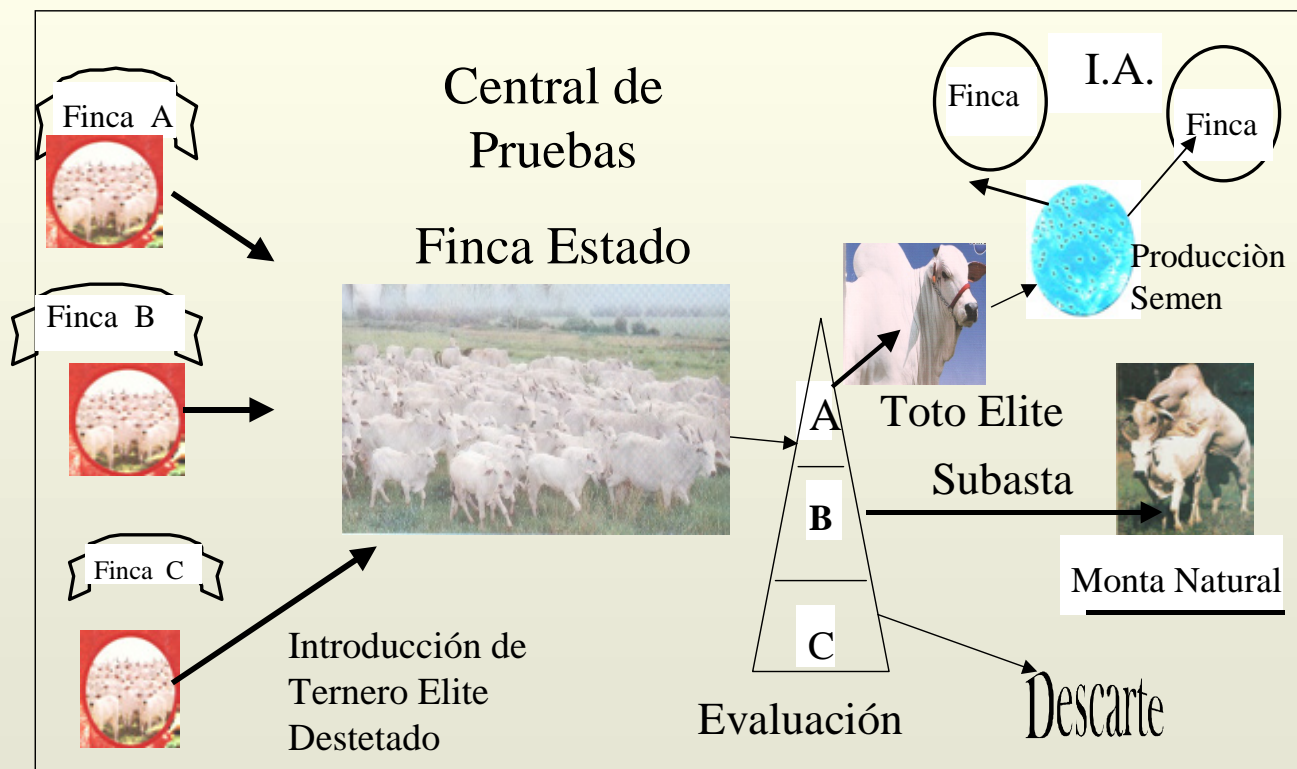 Finca A
Central de
Pruebas
Finca Estado
I.A.
Finca
Finca
Producciòn
Semen
Finca B
Finca C
Introducción de
Ternero Elite
Destetado
A
B
C
Evaluación
Toto Elite
Subasta
Monta Natural
Descarte